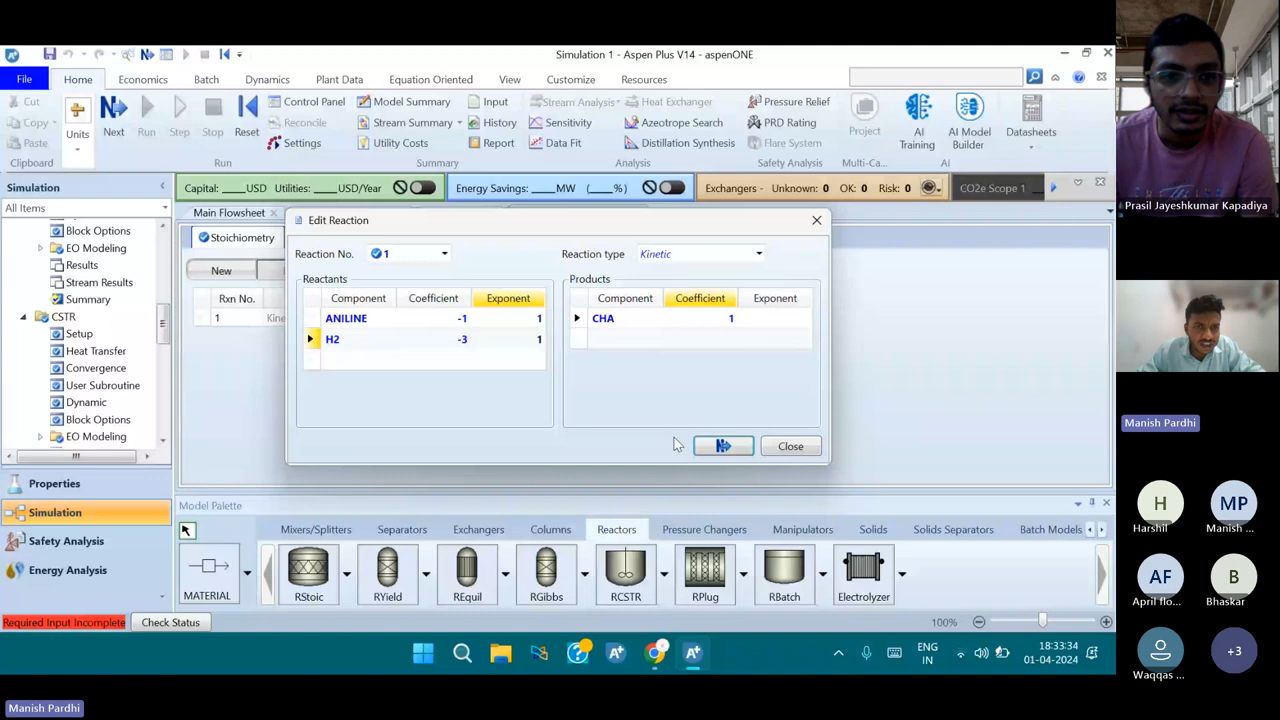 Simulation 1 - Aspen Plus V14 - aspenONE
File
Home
Economics
Batch
Dynamics
Plant Data
Equation Oriented
View
Customize
Resources
Cut
Copy
Paste
Clipboard
Units
Next
Run
Step
Stop
Reset
Control Panel
Reconcile
Settings
Run
Model Summary
Stream Summary
Utility Costs
Input
History
Report
Summary
Stream Analysis
Sensitivity
Data Fit
Heat Exchanger
Azeotrope Search
Distillation Synthesis
Analysis
Pressure Relief
PRD Rating
Flare System
Safety Analysis
Project
Multi-Ca...
AI Training
AI Model Builder
AI
Datasheets
Simulation
Capital: ____USD Utilities: ____USD/Year
Energy Savings: ____MW (____%)
Exchangers - Unknown: 0 OK: 0 Risk: 0
CO2e Scope 1
All Items
Block Options
EO Modeling
Results
Stream Results
Summary
CSTR
Setup
Heat Transfer
Convergence
User Subroutine
Dynamic
Block Options
EO Modeling
Properties
Simulation
Safety Analysis
Energy Analysis
Main Flowsheet
Stoichiometry
New
Rxn No.
1 Kine
Edit Reaction
Reaction No. 1
Reaction type Kinetic
Reactants
Component Coefficient Exponent
ANILINE -1 1
H2 -3 1
Products
Component Coefficient Exponent
CHA 1
Close
Model Palette
Mixers/Splitters
Separators
Exchangers
Columns
Reactors
Pressure Changers
Manipulators
Solids
Solids Separators
Batch Models
MATERIAL
RStoic
RYield
REquil
RGibbs
RCSTR
RPlug
RBatch
Electrolyzer
Required Input Incomplete
Check Status
100%
ENG
IN
18:33:34
01-04-2024
Manish Pardhi
Prasil Jayeshkumar Kapadiya
Manish Pardhi
H
Harshil
MP
Manish ...
AF
April flo...
B
Bhaskar
Waqqas ...
+3